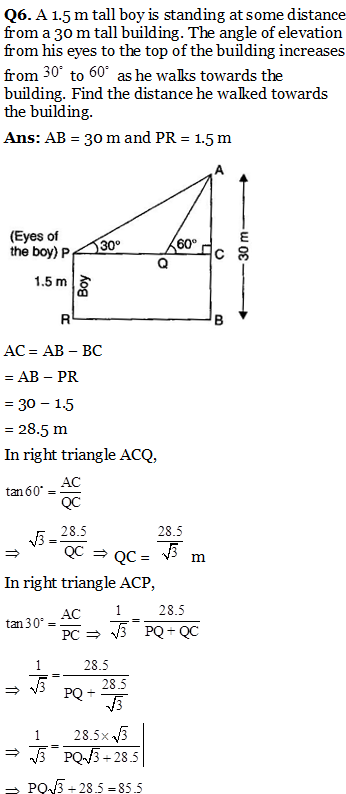 Q6. A 1.5 m tall boy is standing at some distance
from a 30 m tall building. The angle of elevation
from his eyes to the top of the building increases
from 30° to 60° as he walks towards the
building. Find the distance he walked towards
the building.
Ans: AB = 30 m and PR = 1.5 m
A
(Eyes of
the boy) P
30°
60°
C
Q
30 m
1.5 m
Boy
R
B
AC = AB – BC
= AB – PR
= 30 – 1.5
= 28.5 m
In right triangle ACQ,
tan 60° = AC/QC
⇒ √3 = 28.5/QC ⇒ QC = 28.5/√3 m
In right triangle ACP,
tan 30° = AC/PC ⇒ 1/√3 = 28.5/(PQ + QC)
⇒ 1/√3 = 28.5/(PQ + 28.5/√3)
⇒ 1/√3 = (28.5 × √3)/(PQ√3 + 28.5)
⇒ PQ√3 + 28.5 = 85.5